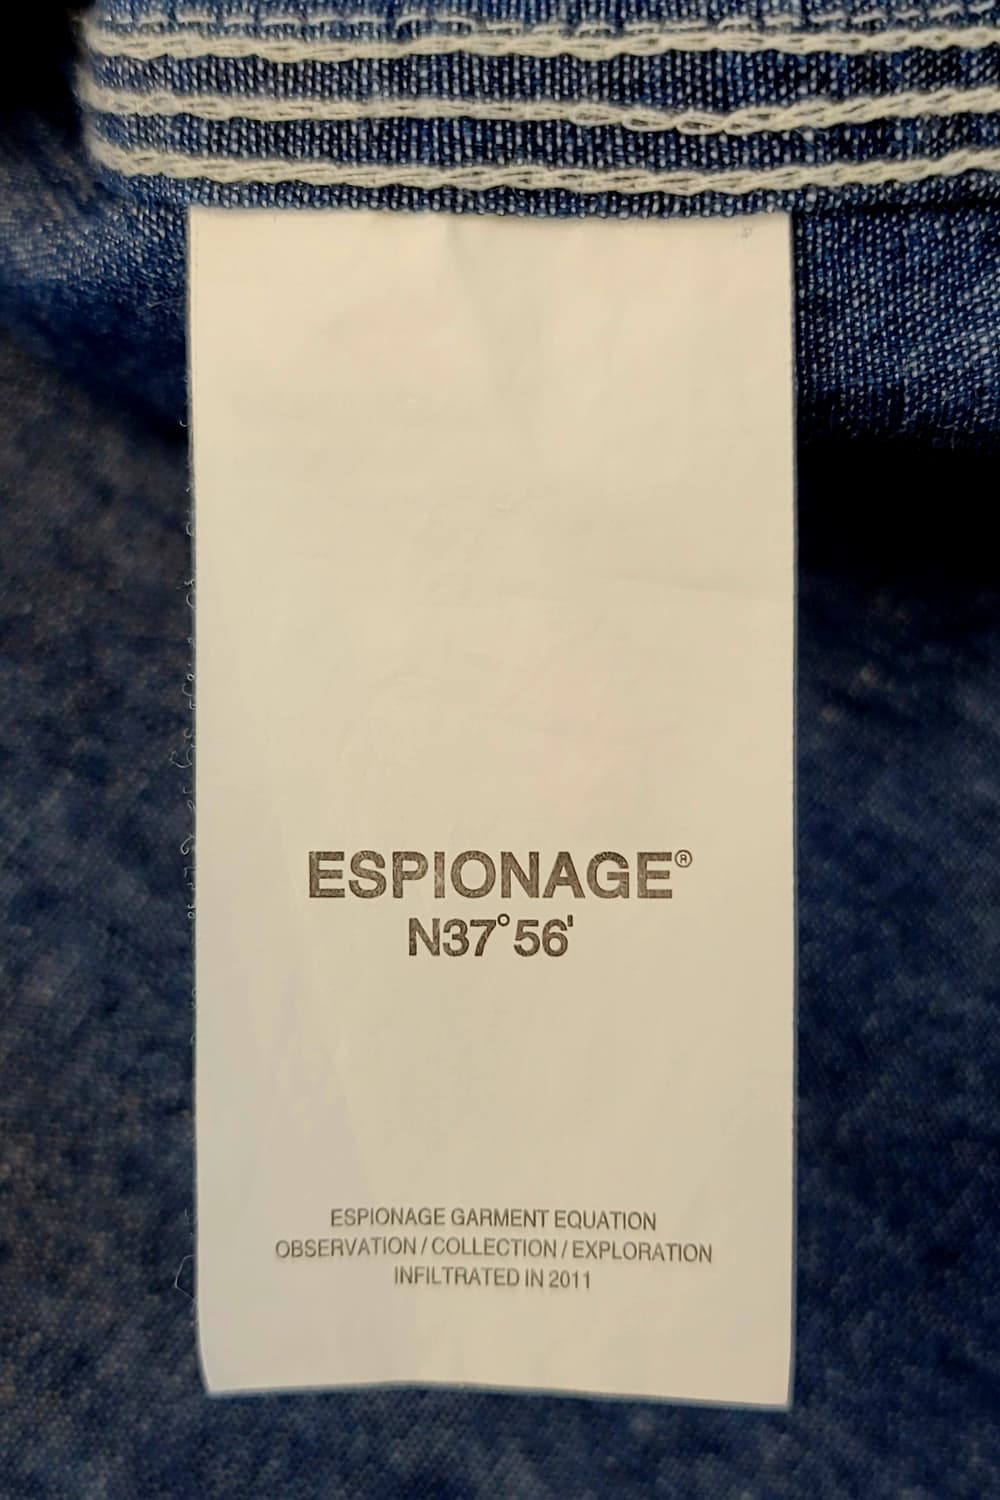 ESPIONAGE®
N37°56'
ESPIONAGE GARMENT EQUATION
OBSERVATION / COLLECTION / EXPLORATION
INFILTRATED IN 2011